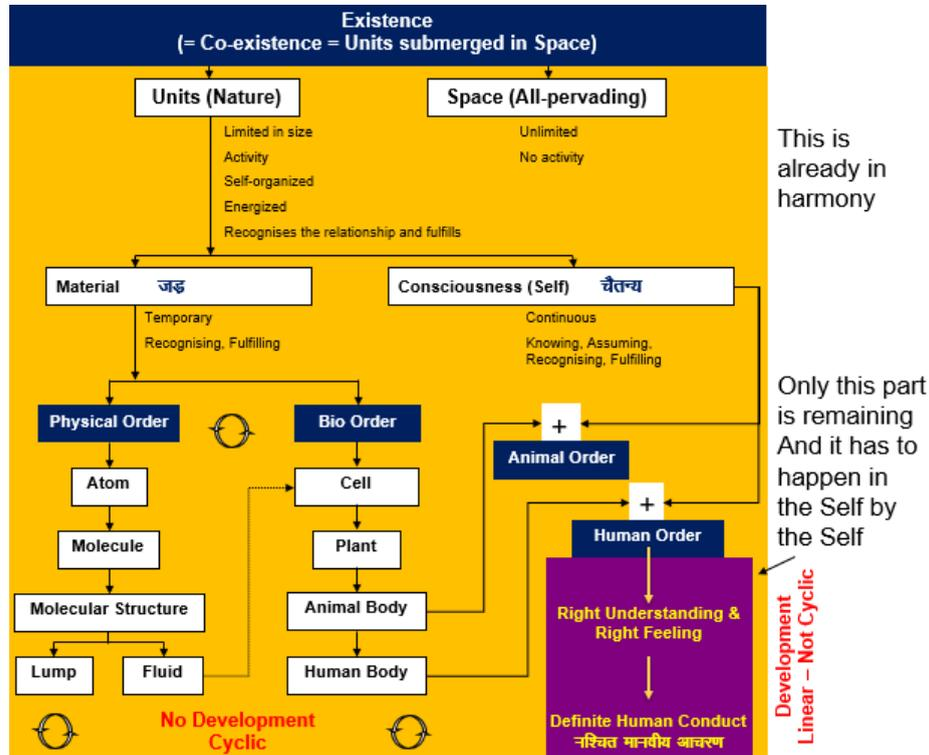 Existence
(= Co-existence = Units submerged in Space)
Units (Nature)
Space (All-pervading)
Limited in size
Activity
Self-organized
Energized
Recognises the relationship and fulfills
Unlimited
No activity
This is
already in
harmony
Material जड़
Consciousness (Self) चैतन्य
Temporary
Recognising, Fulfilling
Continuous
Knowing, Assuming,
Recognising, Fulfilling
Physical Order
Bio Order
+
Animal Order
Atom
Cell
+
Human Order
Molecule
Plant
Molecular Structure
Animal Body
Lump
Fluid
Human Body
Only this part
is remaining
And it has to
happen in
the Self by
the Self
Right Understanding &
Right Feeling
Definite Human Conduct
निश्चित मानवीय आचरण
No Development
Cyclic
Development
Linear – Not Cyclic